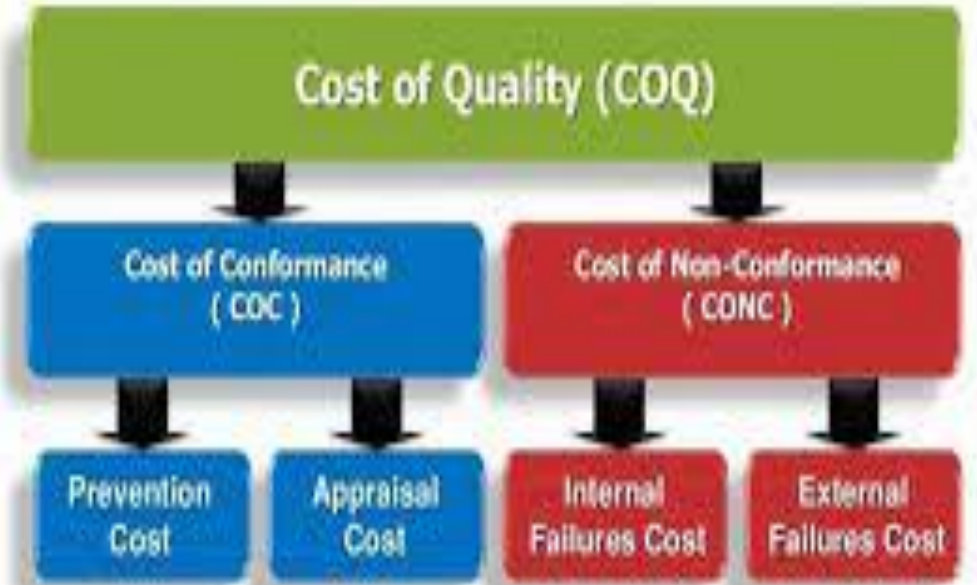 Cost of Quality (COQ)
Cost of Conformance
( COC )
Cost of Non-Conformance
( CONC )
Prevention
Cost
Appraisal
Cost
Internal
Failures Cost
External
Failures Cost